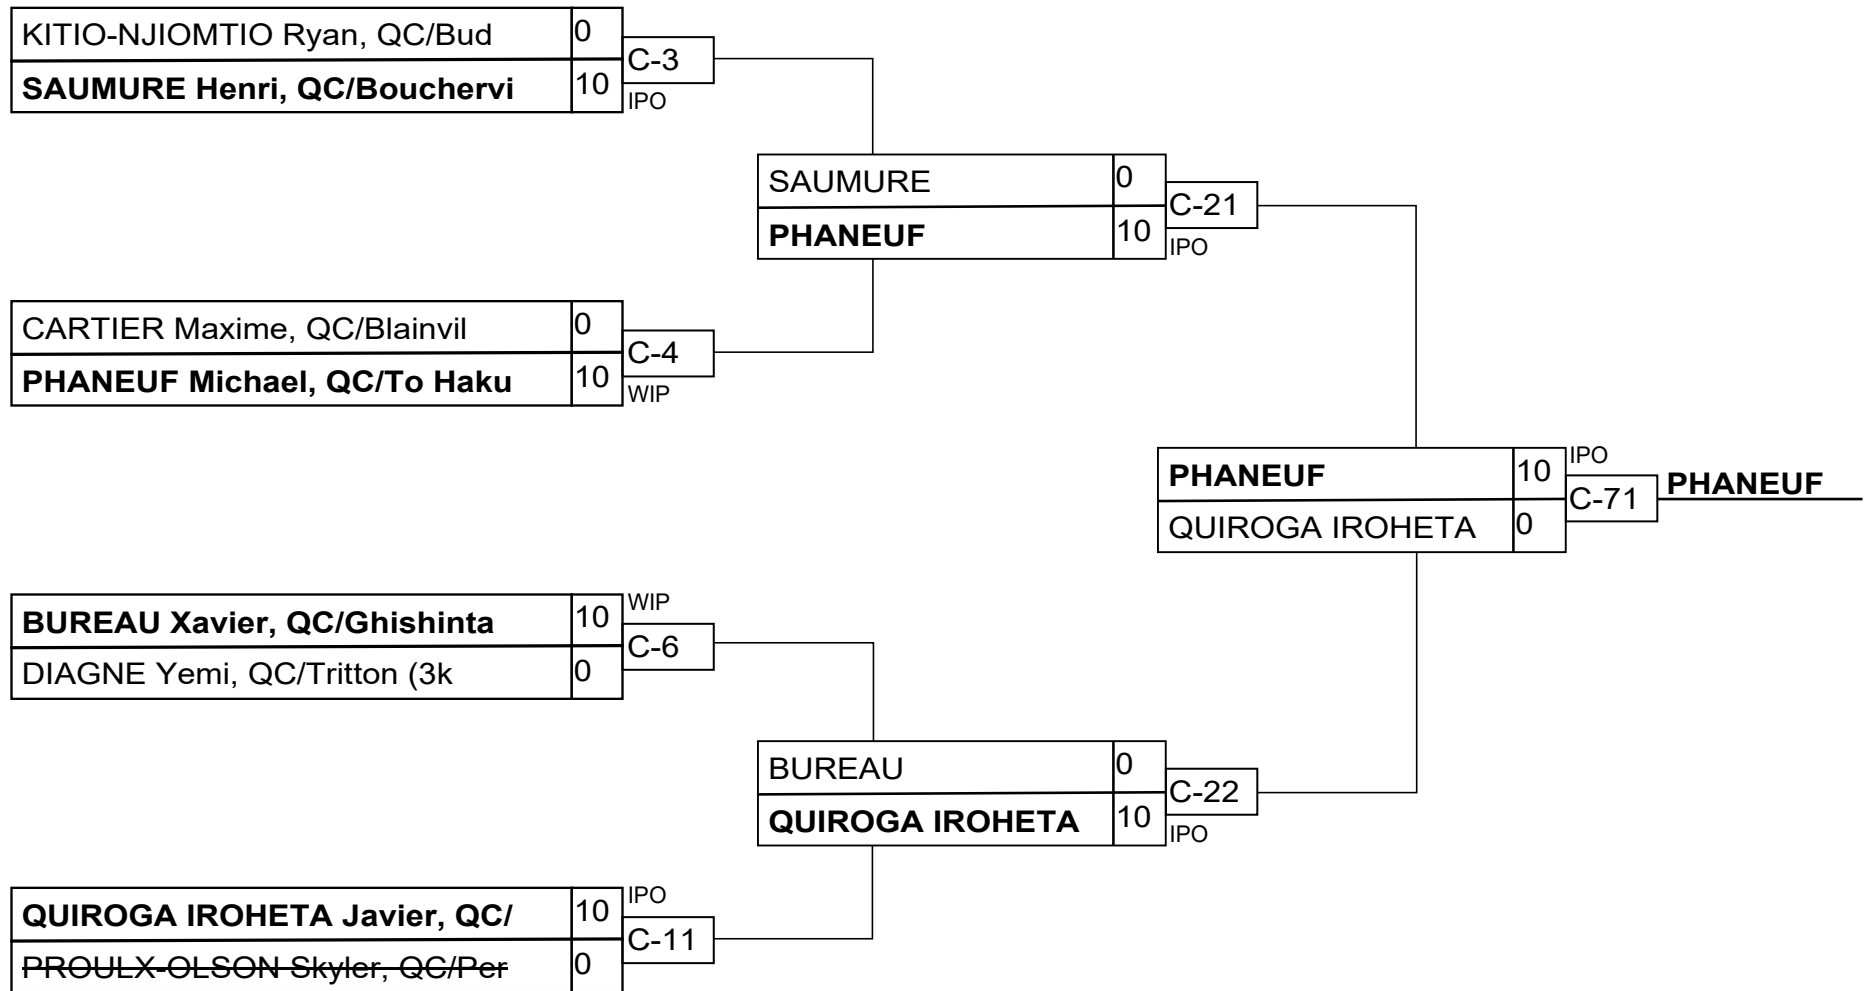 KITIO-NJIOMTIO Ryan, QC/Bud 0
C-3
SAUMURE Henri, QC/Bouchervi 10
IPO
SAUMURE 0
C-21
PHANEUF 10
IPO
CARTIER Maxime, QC/Blainvil 0
C-4
PHANEUF Michael, QC/To Haku 10
WIP
IPO
PHANEUF 10
C-71 PHANEUF
QUIROGA IROHETA 0
WIP
BUREAU Xavier, QC/Ghishinta 10
C-6
DIAGNE Yemi, QC/Tritton (3k 0
BUREAU 0
C-22
QUIROGA IROHETA 10
IPO
IPO
QUIROGA IROHETA Javier, QC/ 10
C-11
PROULX-OLSON Skyler, QC/Per 0